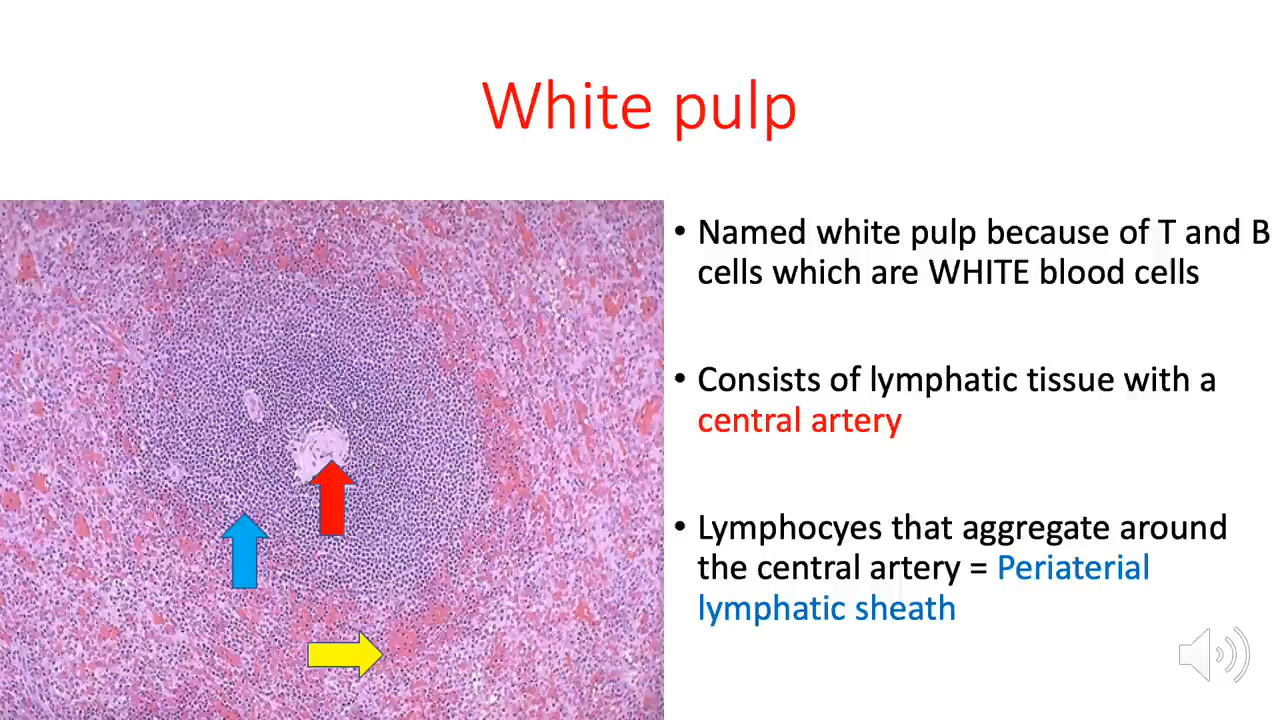 White pulp
• Named white pulp because of T and B
cells which are WHITE blood cells
• Consists of lymphatic tissue with a
central artery
• Lymphocyes that aggregate around
the central artery = Periaterial
lymphatic sheath